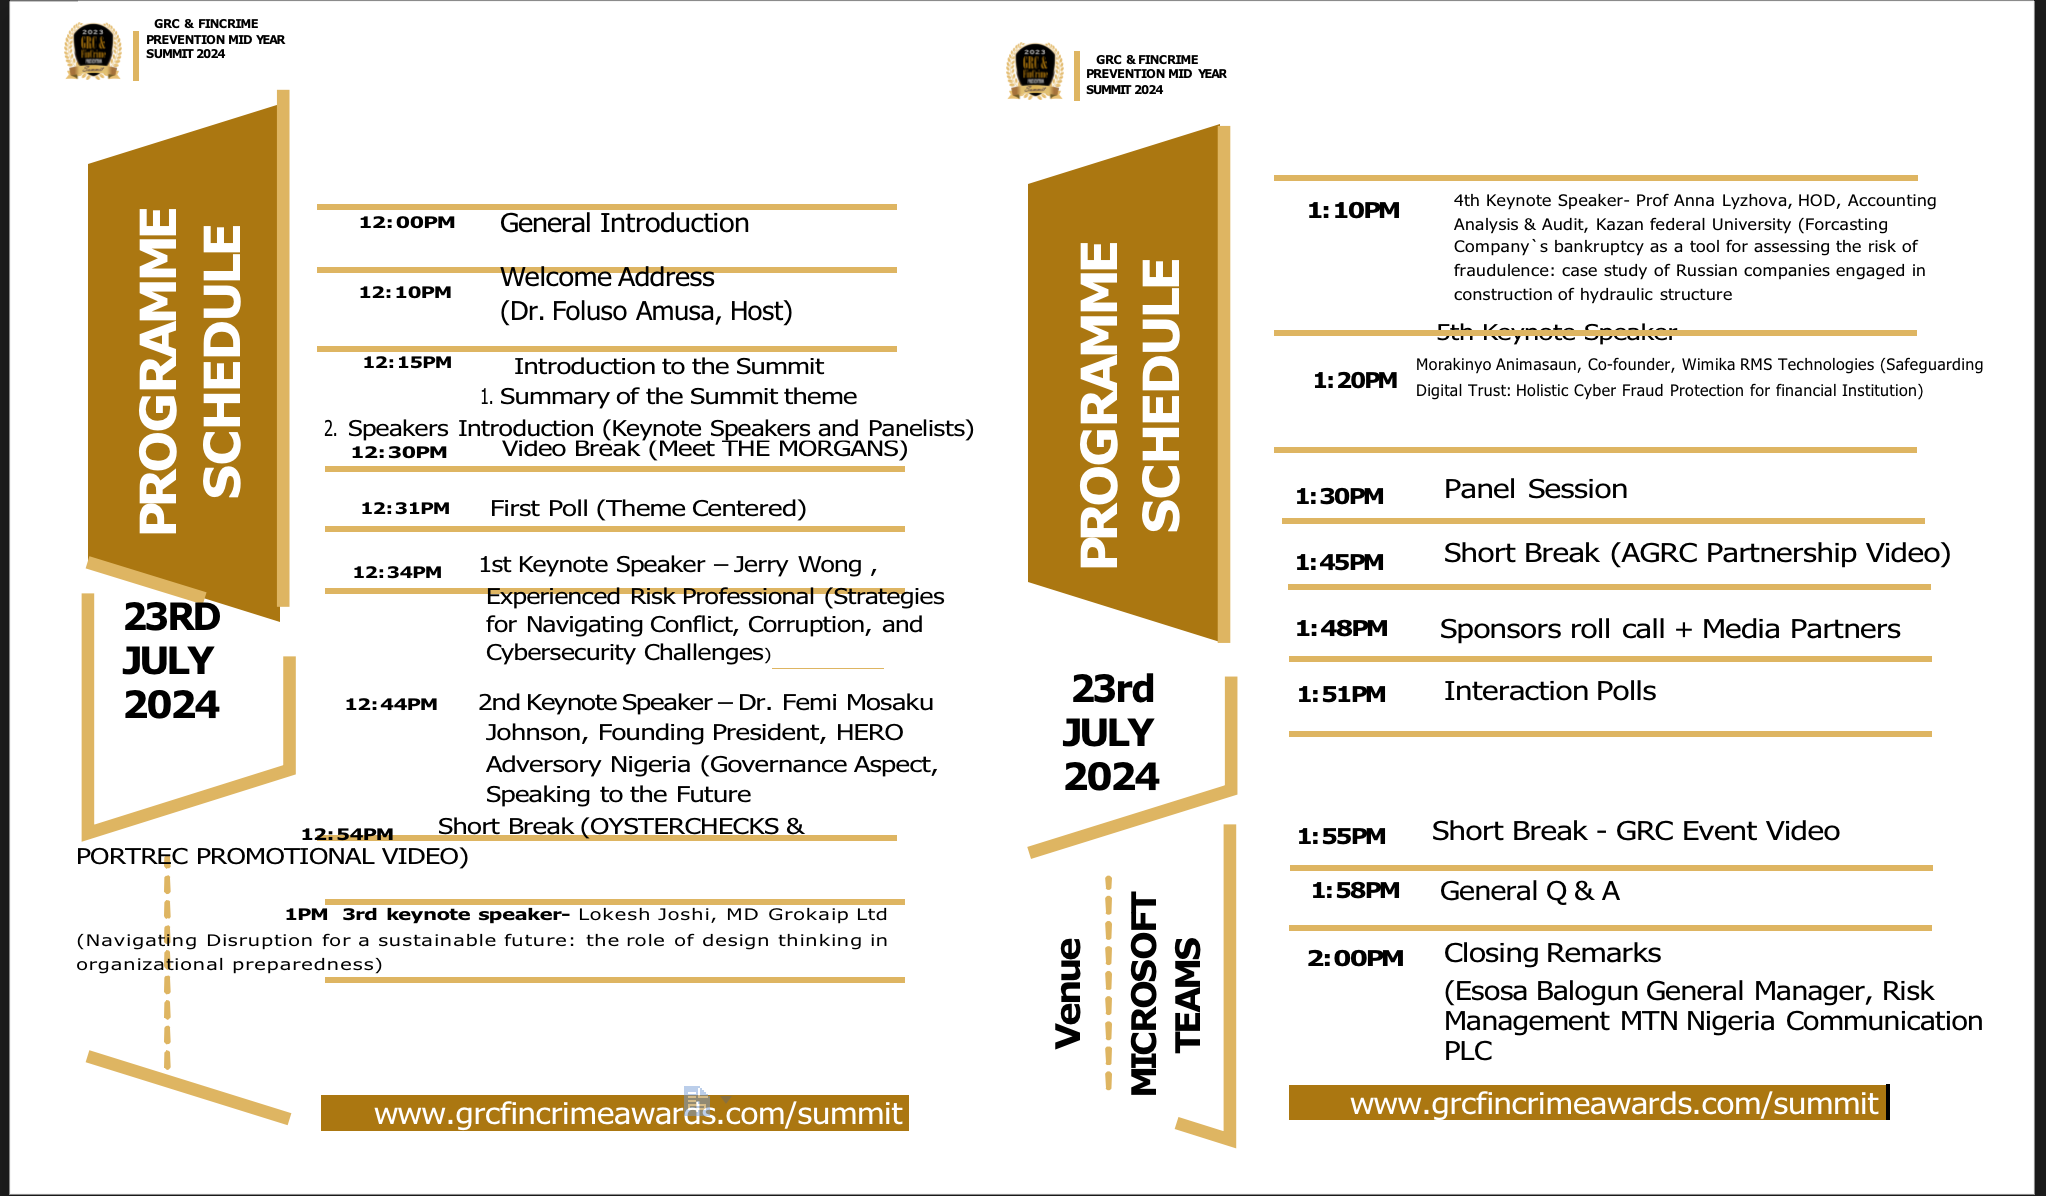 2023
GRC &
FinCrime
PREVENTION
Summit
GRC & FINCRIME
PREVENTION MID YEAR
SUMMIT 2024
PROGRAMME
SCHEDULE
23RD
JULY
2024
12:00PM General Introduction
12:10PM Welcome Address
(Dr. Foluso Amusa, Host)
12:15PM Introduction to the Summit
1. Summary of the Summit theme
2. Speakers Introduction (Keynote Speakers and Panelists)
12:30PM Video Break (Meet THE MORGANS)
12:31PM First Poll (Theme Centered)
12:34PM 1st Keynote Speaker – Jerry Wong ,
Experienced Risk Professional (Strategies
for Navigating Conflict, Corruption, and
Cybersecurity Challenges)
12:44PM 2nd Keynote Speaker – Dr. Femi Mosaku
Johnson, Founding President, HERO
Adversory Nigeria (Governance Aspect,
Speaking to the Future
12:54PM Short Break (OYSTERCHECKS &
PORTREC PROMOTIONAL VIDEO)
1PM 3rd keynote speaker- Lokesh Joshi, MD Grokaip Ltd
(Navigating Disruption for a sustainable future: the role of design thinking in
organizational preparedness)
www.grcfincrimeawards.com/summit
2023
GRC &
FinCrime
PREVENTION
Summit
GRC & FINCRIME
PREVENTION MID YEAR
SUMMIT 2024
PROGRAMME
SCHEDULE
23rd
JULY
2024
Venue
MICROSOFT
TEAMS
1:10PM 4th Keynote Speaker- Prof Anna Lyzhova, HOD, Accounting
Analysis & Audit, Kazan federal University (Forcasting
Company`s bankruptcy as a tool for assessing the risk of
fraudulence: case study of Russian companies engaged in
construction of hydraulic structure
5th Keynote Speaker
Morakinyo Animasaun, Co-founder, Wimika RMS Technologies (Safeguarding
1:20PM Digital Trust: Holistic Cyber Fraud Protection for financial Institution)
1:30PM Panel Session
1:45PM Short Break (AGRC Partnership Video)
1:48PM Sponsors roll call + Media Partners
1:51PM Interaction Polls
1:55PM Short Break - GRC Event Video
1:58PM General Q & A
2:00PM Closing Remarks
(Esosa Balogun General Manager, Risk
Management MTN Nigeria Communication
PLC
www.grcfincrimeawards.com/summit